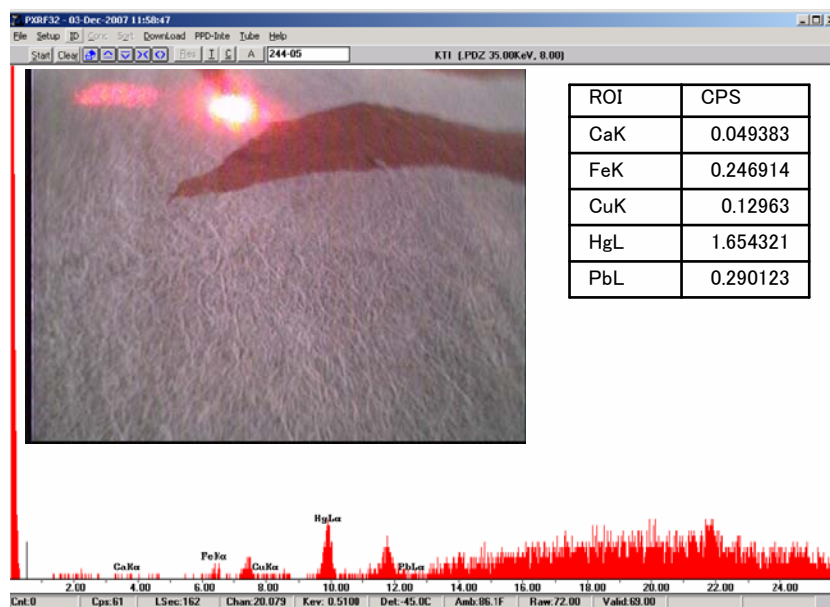 PXRF32 - 03-Dec-2007 11:58:47
File Setup ID Conc Sort DownLoad PPD-Inte Tube Help
Start Clear Res I C A 244-05 KTI (.PDZ 35.00KeV, 8.00)
ROI CPS
CaK 0.049383
FeK 0.246914
CuK 0.12963
HgL 1.654321
PbL 0.290123
HgLα
FeKα
CaKα CuKα PbLα
2.00 4.00 6.00 8.00 10.00 12.00 14.00 16.00 18.00 20.00 22.00 24.00
Cnt:0 Cps:61 LSec:162 Chan:20.079 Kev: 0.5100 Det:-45.0C Amb:86.1F Raw:72.00 Valid:69.00